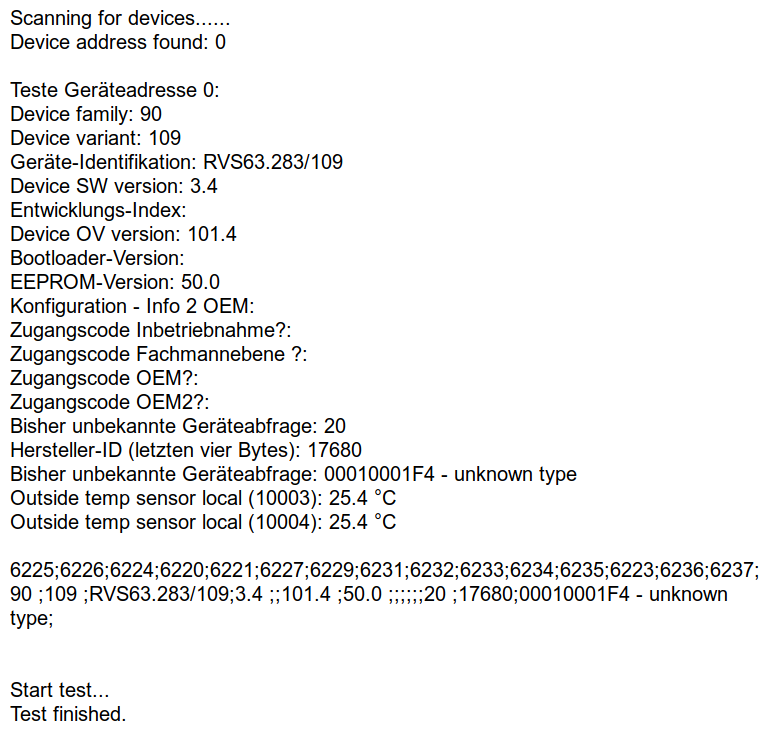 Scanning for devices......
Device address found: 0
Teste Geräteadresse 0:
Device family: 90
Device variant: 109
Geräte-Identifikation: RVS63.283/109
Device SW version: 3.4
Entwicklungs-Index:
Device OV version: 101.4
Bootloader-Version:
EEPROM-Version: 50.0
Konfiguration - Info 2 OEM:
Zugangscode Inbetriebnahme?:
Zugangscode Fachmannebene ?:
Zugangscode OEM?:
Zugangscode OEM2?:
Bisher unbekannte Geräteabfrage: 20
Hersteller-ID (letzten vier Bytes): 17680
Bisher unbekannte Geräteabfrage: 00010001F4 - unknown type
Outside temp sensor local (10003): 25.4 °C
Outside temp sensor local (10004): 25.4 °C
6225;6226;6224;6220;6221;6227;6229;6231;6232;6233;6234;6235;6223;6236;6237;
90 ;109 ;RVS63.283/109;3.4 ;;101.4 ;50.0 ;;;;;;20 ;17680;00010001F4 - unknown
type;
Start test...
Test finished.